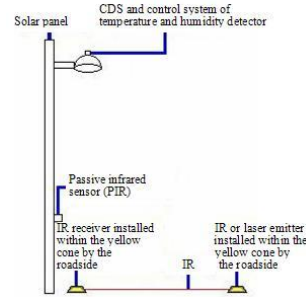 Solar panel
CDS and control system of
temperature and humidity detector
Passive infrared
sensor (PIR)
IR receiver installed
within the yellow
cone by the
roadside
IR
IR or laser emitter
installed within the
yellow cone by
the roadside